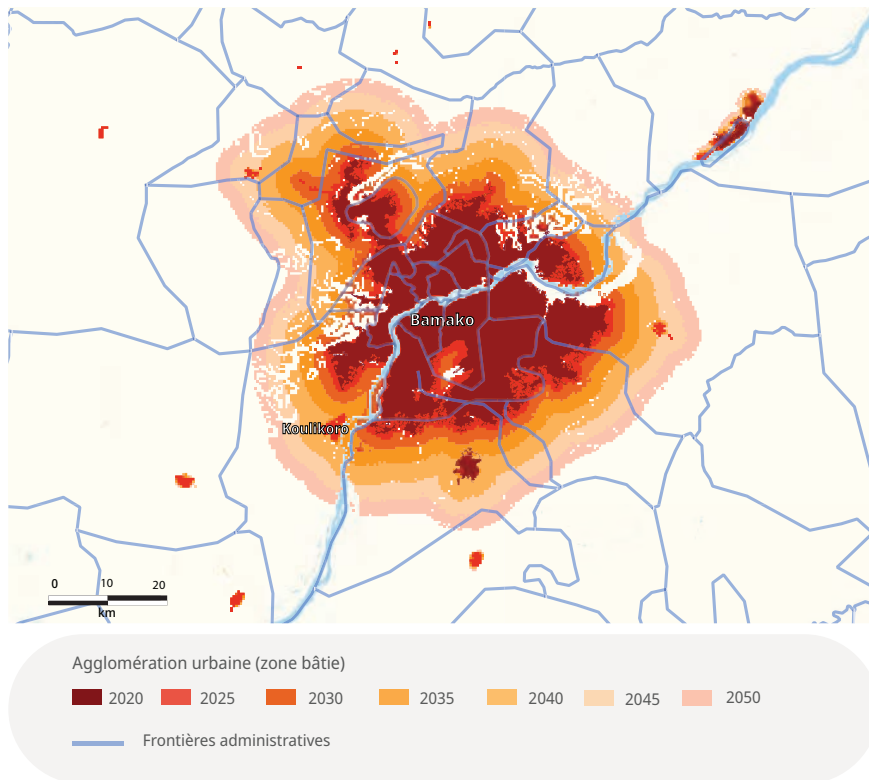 Bamako
Koulikoro
0 10 20
km
Agglomération urbaine (zone bâtie)
2020 2025 2030 2035 2040 2045 2050
Frontières administratives